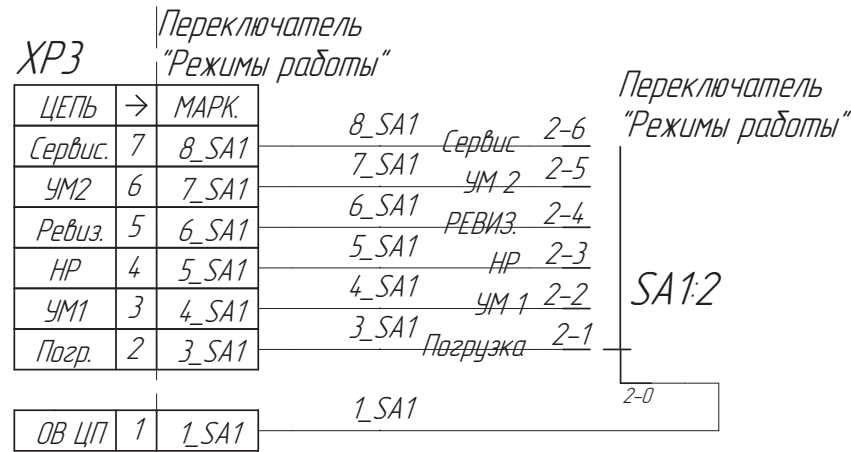 Переключатель
"Режимы работы"
XP3
ЦЕПЬ → МАРК.
Сервис. 7 8_SA1
УМ2 6 7_SA1
Ревиз. 5 6_SA1
НР 4 5_SA1
УМ1 3 4_SA1
Погр. 2 3_SA1
ОВ ЦП 1 1_SA1
8_SA1 Сервис 2-6
7_SA1 УМ 2 2-5
6_SA1 РЕВИЗ. 2-4
5_SA1 НР 2-3
4_SA1 УМ 1 2-2
3_SA1 Погрузка 2-1
1_SA1
Переключатель
"Режимы работы"
SA1:2
2-0